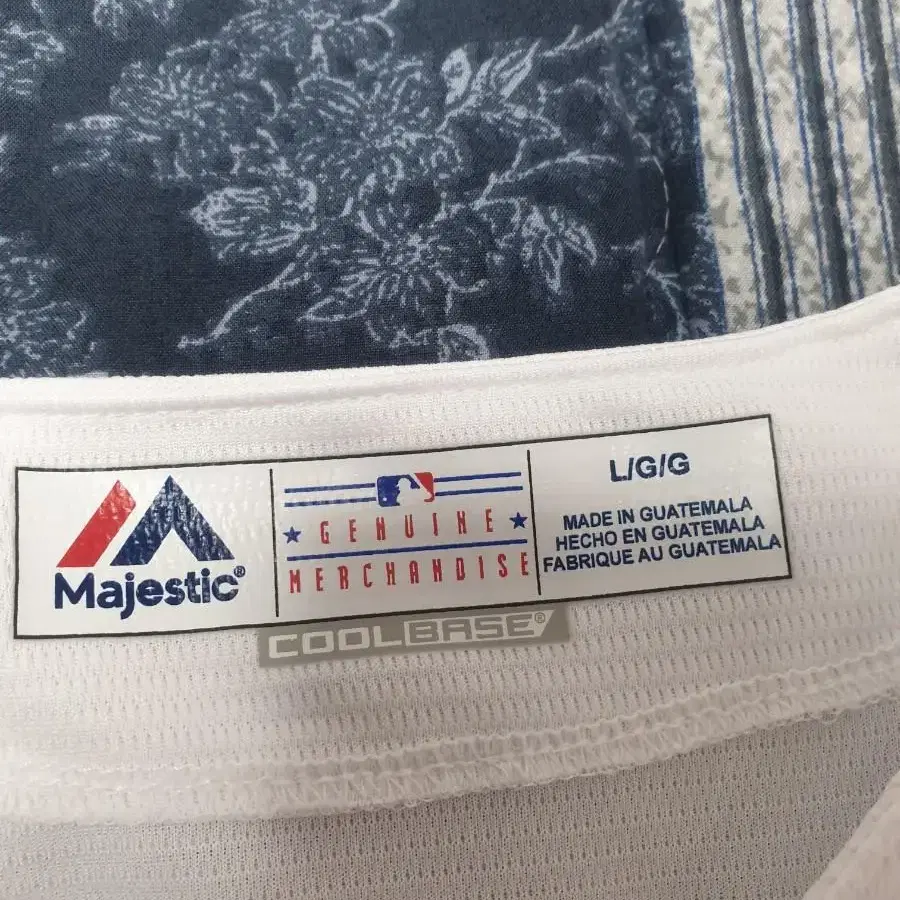 Majestic®
GENUINE
MERCHANDISE
L/G/G
MADE IN GUATEMALA
HECHO EN GUATEMALA
FABRIQUE AU GUATEMALA
COOLBASE®